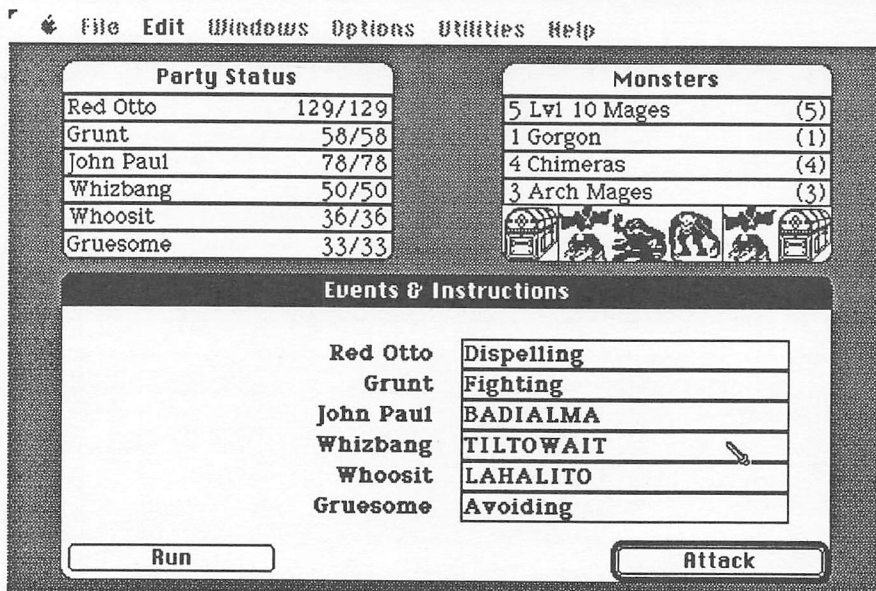 File Edit Windows Options Utilities Help
Party Status
Red Otto 129/129
Grunt 58/58
John Paul 78/78
Whizbang 50/50
Whoosit 36/36
Gruesome 33/33
Monsters
5 Lvl 10 Mages (5)
1 Gorgon (1)
4 Chimeras (4)
3 Arch Mages (3)
Events & Instructions
Red Otto Dispelling
Grunt Fighting
John Paul BADIALMA
Whizbang TILTOWAIT
Whoosit LAHALITO
Gruesome Avoiding
Run
Attack